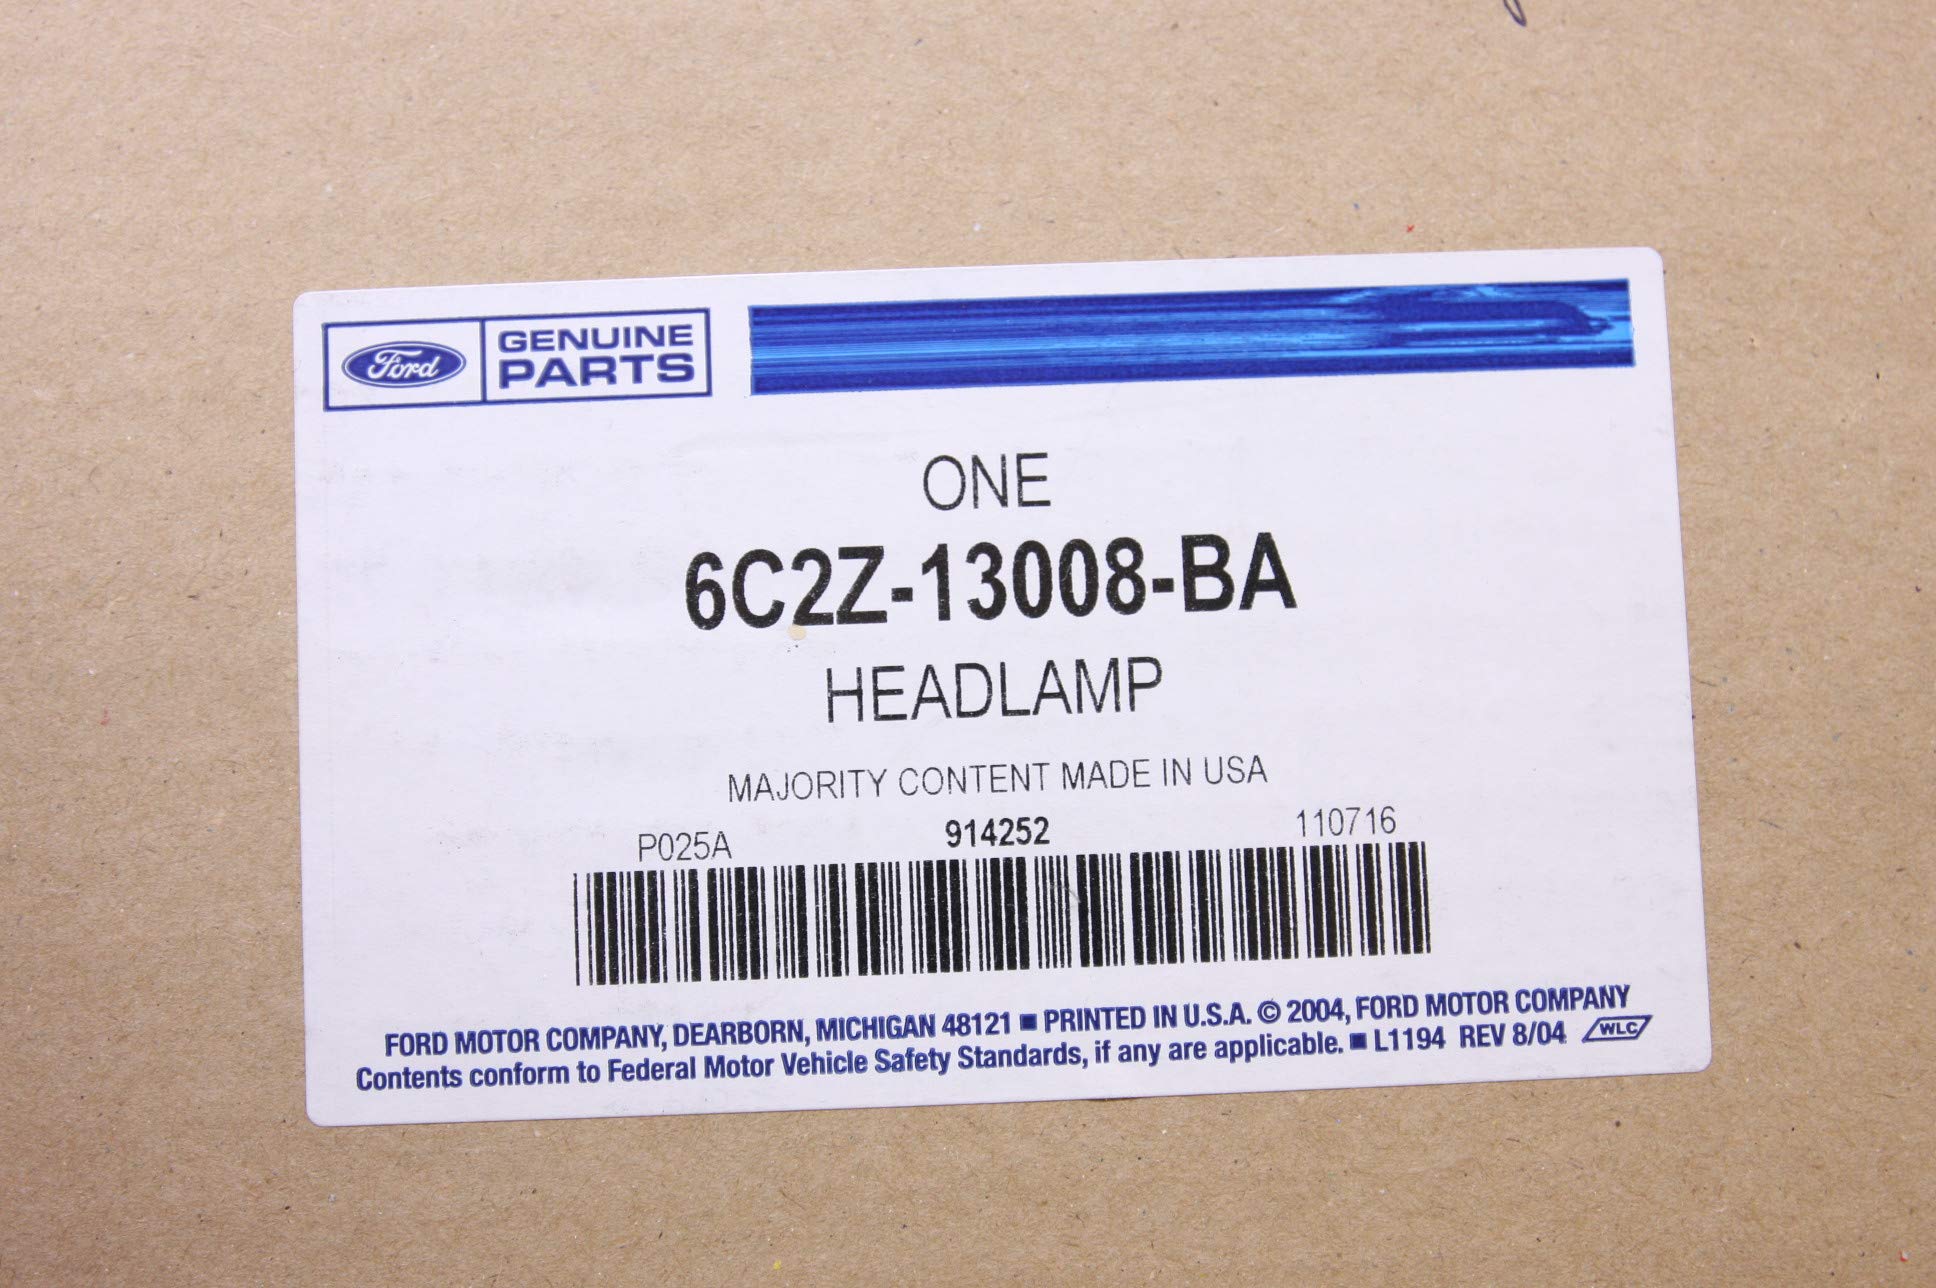 Ford GENUINE
PARTS
ONE
6C2Z-13008-BA
HEADLAMP
MAJORITY CONTENT MADE IN USA
P025A 914252 110716
FORD MOTOR COMPANY, DEARBORN, MICHIGAN 48121 ■ PRINTED IN U.S.A. © 2004, FORD MOTOR COMPANY
Contents conform to Federal Motor Vehicle Safety Standards, if any are applicable. ■ L1194 REV 8/04 WLC